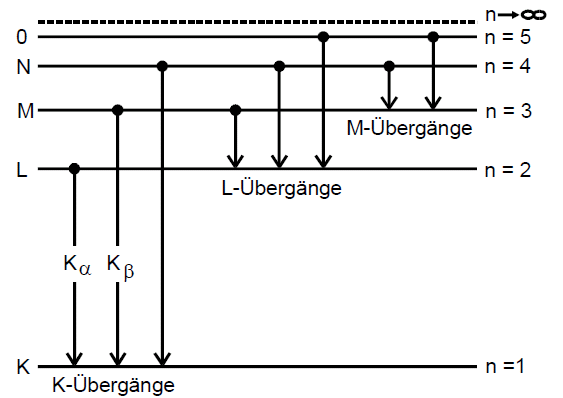 n→∞
0 n = 5
N n = 4
M n = 3
M-Übergänge
L n = 2
L-Übergänge
Kα Kβ
K n =1
K-Übergänge